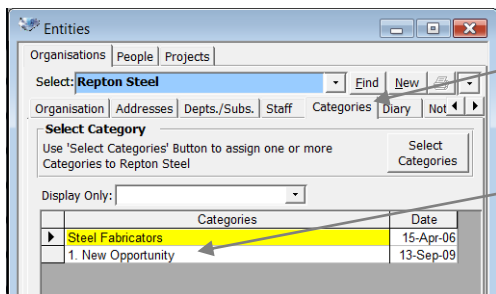 Entities
Organisations People Projects
Select: Repton Steel Find New
Organisation Addresses Depts./Subs. Staff Categories Diary Not
Select Category
Use 'Select Categories' Button to assign one or more
Categories to Repton Steel
Select
Categories
Display Only:
Categories Date
Steel Fabricators 15-Apr-06
1. New Opportunity 13-Sep-09